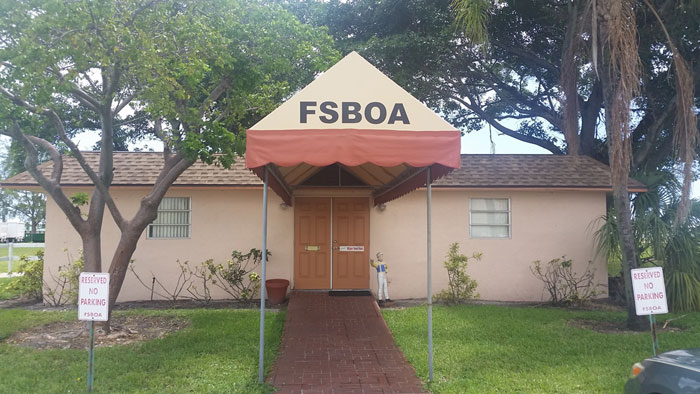 FSBOA
RESERVED
NO
PARKING
FSBOA
RESERVED
NO
PARKING
FSBOA